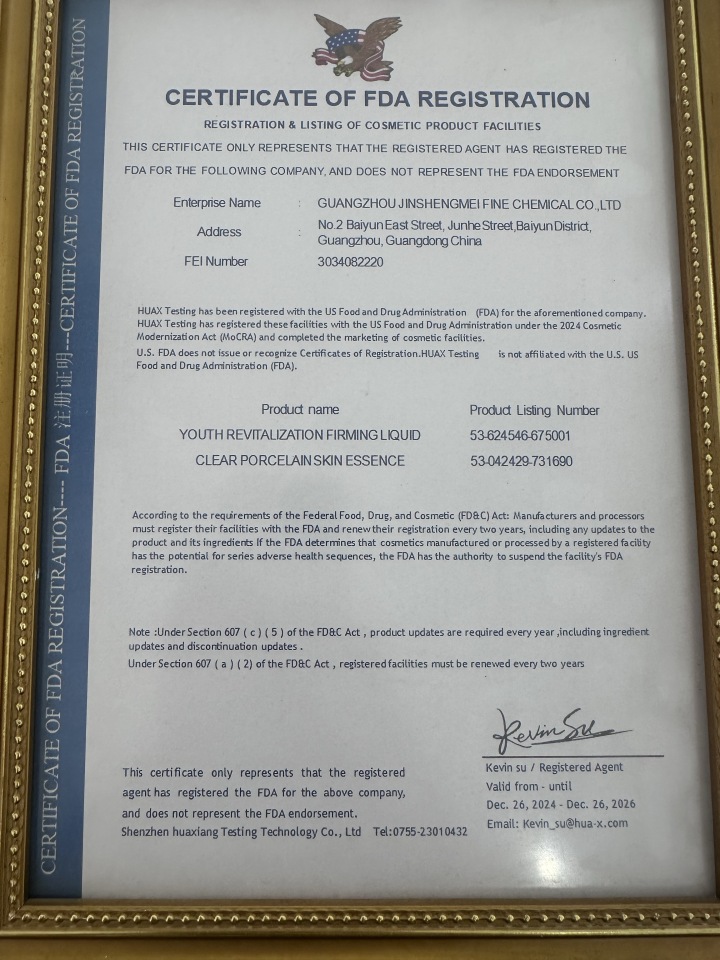 CERTIFICATE OF FDA REGISTRATION---- FDA 注册证明---CERTIFICATE OF FDA REGISTRATION
CERTIFICATE OF FDA REGISTRATION
REGISTRATION & LISTING OF COSMETIC PRODUCT FACILITIES
THIS CERTIFICATE ONLY REPRESENTS THAT THE REGISTERED AGENT HAS REGISTERED THE
FDA FOR THE FOLLOWING COMPANY, AND DOES NOT REPRESENT THE FDA ENDORSEMENT
Enterprise Name : GUANGZHOU JINSHENGMEI FINE CHEMICAL CO.,LTD
Address : No.2 Baiyun East Street, Junhe Street,Baiyun District,
Guangzhou, Guangdong China
FEI Number : 3034082220
HUAX Testing has been registered with the US Food and Drug Administration (FDA) for the aforementioned company.
HUAX Testing has registered these facilities with the US Food and Drug Administration under the 2024 Cosmetic
Modernization Act (MoCRA) and completed the marketing of cosmetic facilities.
U.S. FDA does not issue or recognize Certificates of Registration.HUAX Testing is not affiliated with the U.S. US
Food and Drug Administration (FDA).
Product name Product Listing Number
YOUTH REVITALIZATION FIRMING LIQUID 53-624546-675001
CLEAR PORCELAIN SKIN ESSENCE 53-042429-731690
According to the requirements of the Federal Food, Drug, and Cosmetic (FD&C) Act: Manufacturers and processors
must register their facilities with the FDA and renew their registration every two years, including any updates to the
product and its ingredients If the FDA determines that cosmetics manufactured or processed by a registered facility
has the potential for series adverse health sequences, the FDA has the authority to suspend the facility's FDA
registration.
Note :Under Section 607 ( c ) ( 5 ) of the FD&C Act , product updates are required every year ,including ingredient
updates and discontinuation updates .
Under Section 607 ( a ) ( 2) of the FD&C Act , registered facilities must be renewed every two years
Kevin Su
Kevin su / Registered Agent
Valid from - until
Dec. 26, 2024 - Dec. 26, 2026
Email: Kevin_su@hua-x.com
This certificate only represents that the registered
agent has registered the FDA for the above company,
and does not represent the FDA endorsement.
Shenzhen huaxiang Testing Technology Co., Ltd Tel:0755-23010432